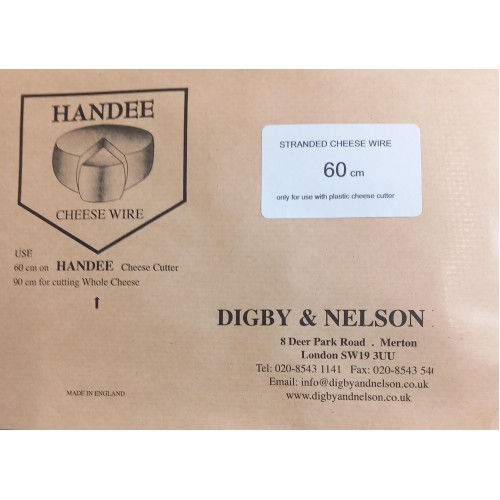 HANDEE
CHEESE WIRE
STRANDED CHEESE WIRE
60 cm
only for use with plastic cheese cutter
USE
60 cm on HANDEE Cheese Cutter
90 cm for cutting Whole Cheese
DIGBY & NELSON
8 Deer Park Road . Merton
London SW19 3UU
Tel: 020-8543 1141 Fax: 020-8543
Email: info@digbyandnelson.co.uk
www.digbyandnelson.co.uk
MADE IN ENGLAND